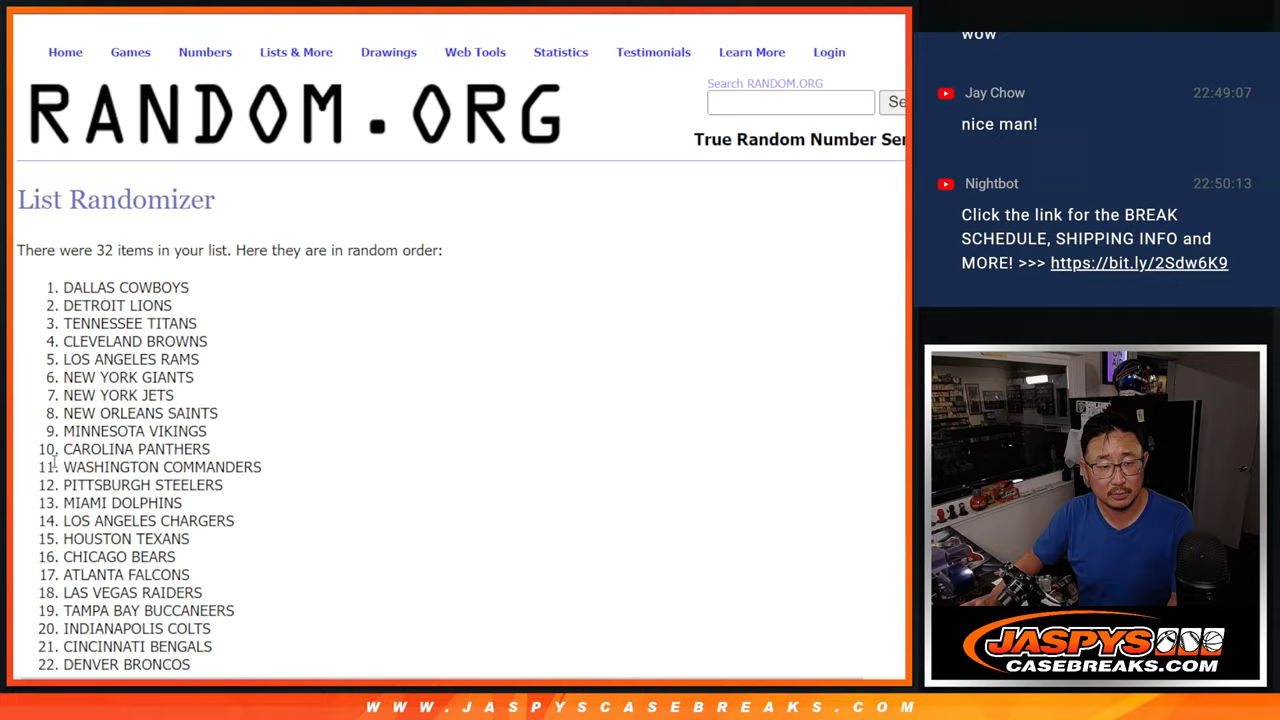 Home Games Numbers Lists & More Drawings Web Tools Statistics Testimonials Learn More Login
RANDOM.ORG
Search RANDOM.ORG
Se
True Random Number Ser
List Randomizer
There were 32 items in your list. Here they are in random order:
1. DALLAS COWBOYS
2. DETROIT LIONS
3. TENNESSEE TITANS
4. CLEVELAND BROWNS
5. LOS ANGELES RAMS
6. NEW YORK GIANTS
7. NEW YORK JETS
8. NEW ORLEANS SAINTS
9. MINNESOTA VIKINGS
10. CAROLINA PANTHERS
11. WASHINGTON COMMANDERS
12. PITTSBURGH STEELERS
13. MIAMI DOLPHINS
14. LOS ANGELES CHARGERS
15. HOUSTON TEXANS
16. CHICAGO BEARS
17. ATLANTA FALCONS
18. LAS VEGAS RAIDERS
19. TAMPA BAY BUCCANEERS
20. INDIANAPOLIS COLTS
21. CINCINNATI BENGALS
22. DENVER BRONCOS
wow
Jay Chow 22:49:07
nice man!
Nightbot 22:50:13
Click the link for the BREAK
SCHEDULE, SHIPPING INFO and
MORE! >>> https://bit.ly/2Sdw6K9
JASPYS
CASEBREAKS.COM
WWW.JASPYSCASEBREAKS.COM